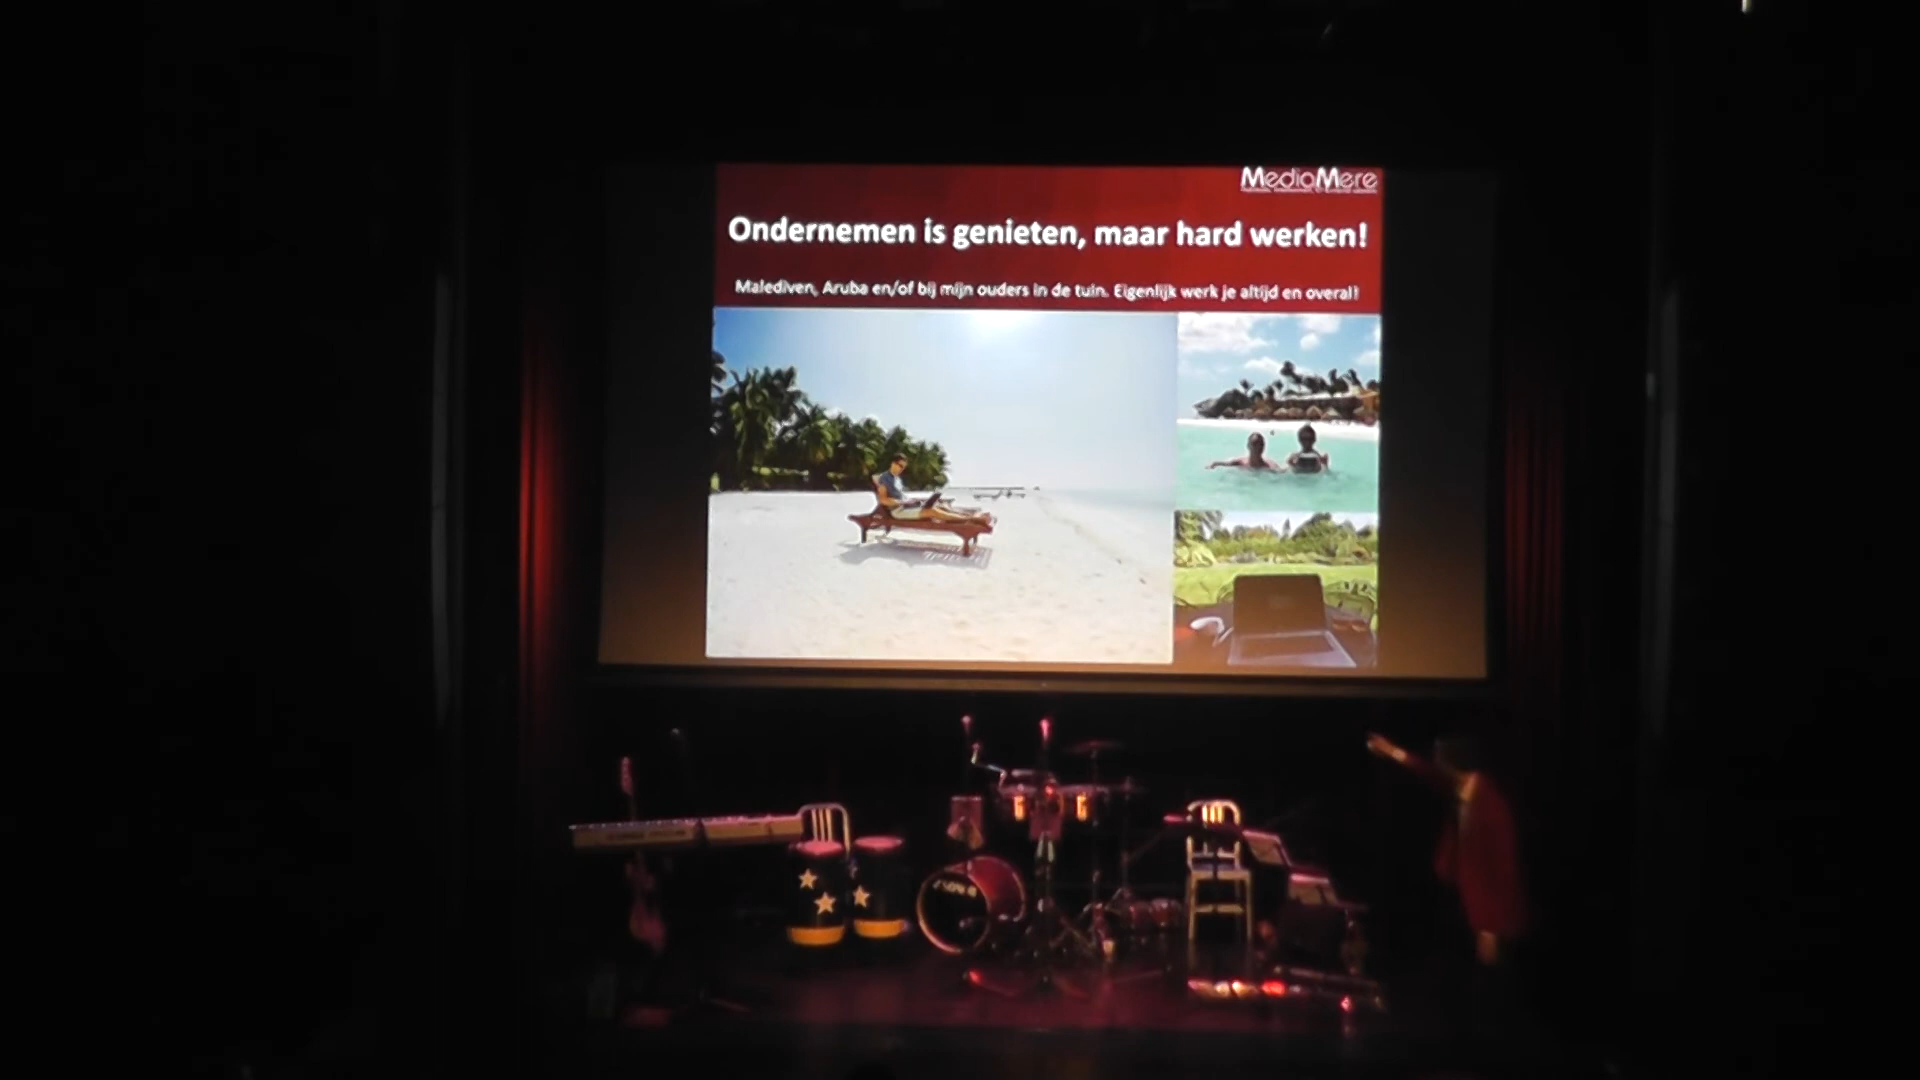 MediaMere
Ondernemen is genieten, maar hard werken!
Malediven, Aruba en/of bij mijn ouders in de tuin. Eigenlijk werk je altijd en overal!